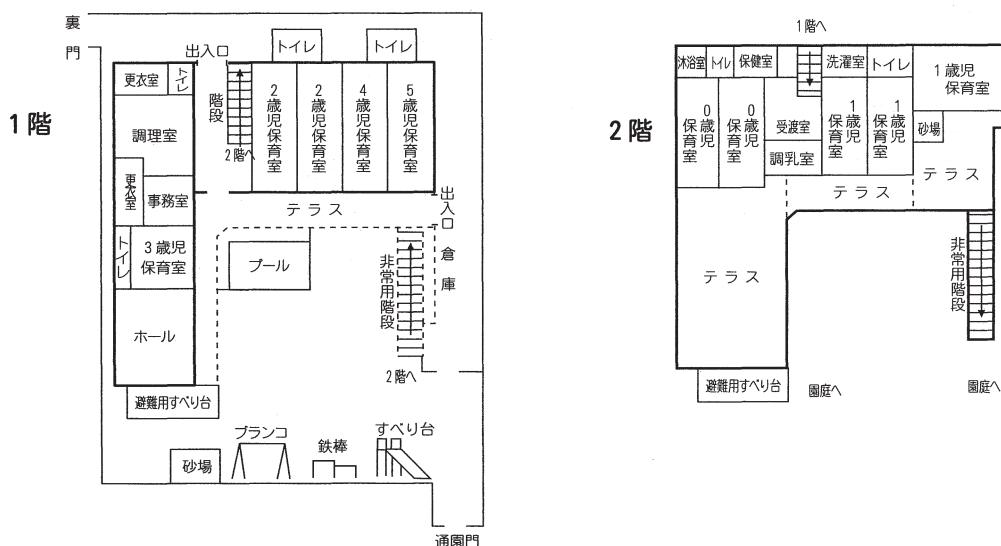 1階
裏門
出入口
トイレ
トイレ
更衣室
トイレ
階段
2階へ
2歳児保育室
2歳児保育室
4歳児保育室
5歳児保育室
調理室
更衣室
事務室
テラス
出入口
トイレ
3歳児
保育室
プール
非常用階段
倉庫
ホール
2階へ
避難用すべり台
砂場
ブランコ
鉄棒
すべり台
通園門
2階
1階へ
沐浴室
トイレ
保健室
洗濯室
トイレ
1歳児
保育室
0歳児
保育室
0歳児
保育室
受渡室
調乳室
1歳児
保育室
1歳児
保育室
砂場
テラス
テラス
テラス
非常用階段
避難用すべり台
園庭へ
園庭へ